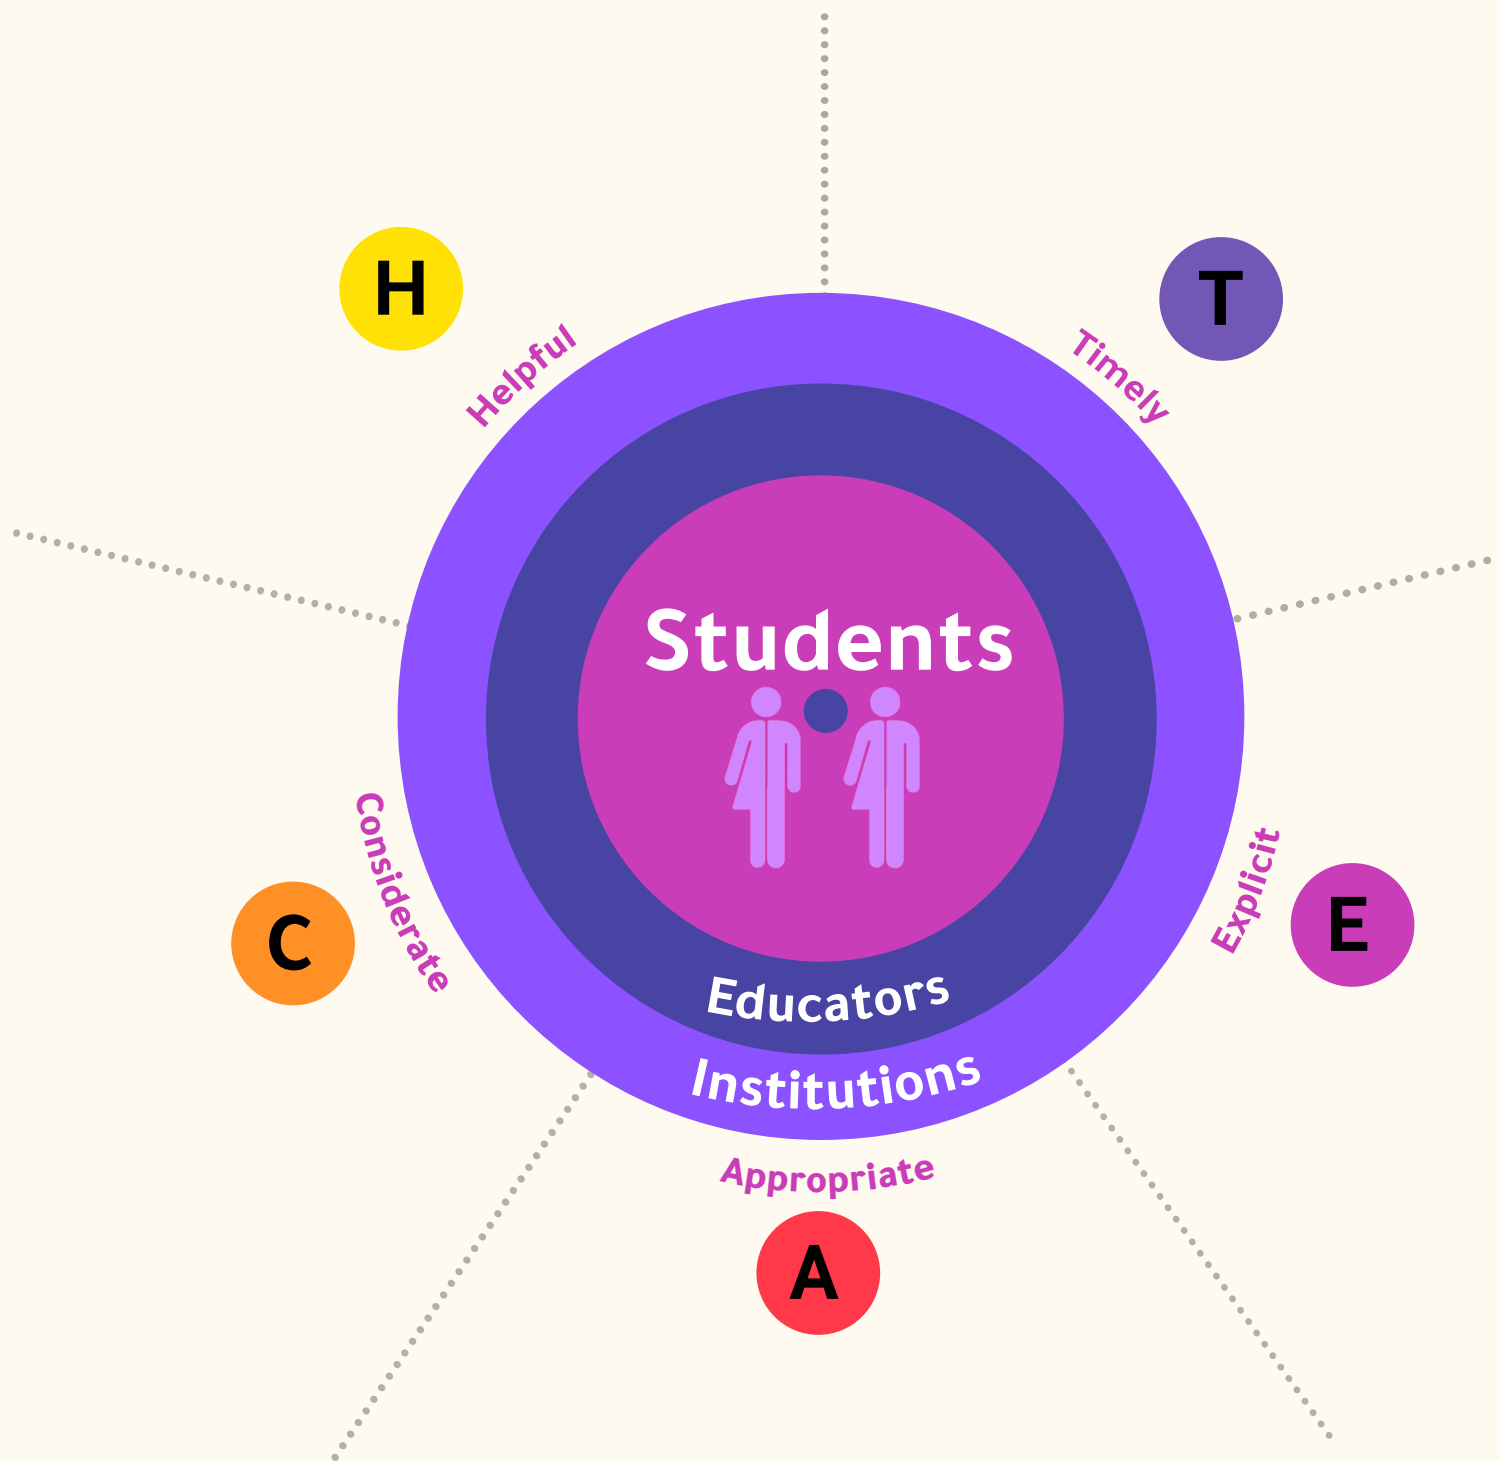 T
Timely
E
Explicit
A
Appropriate
C
Considerate
H
Helpful
Students
Educators
Institutions